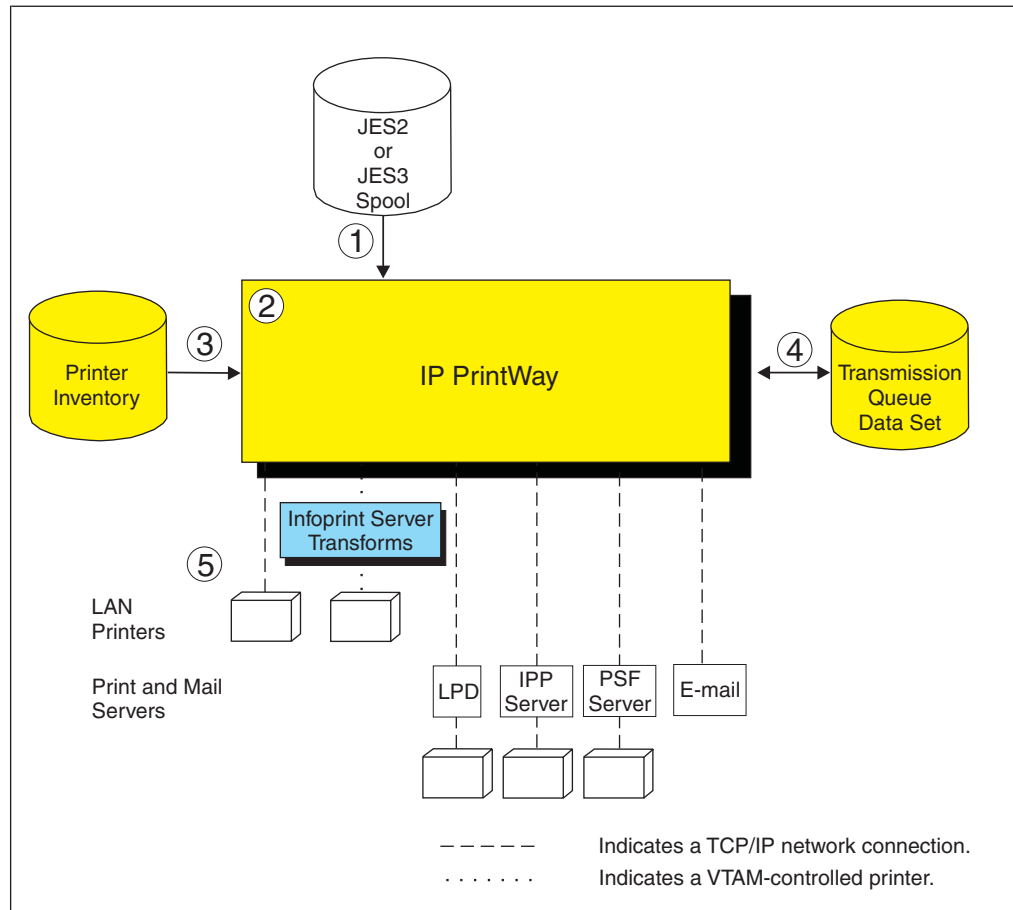 JES2
or
JES3
Spool
①
②
③
Printer
Inventory
IP PrintWay
④
Transmission
Queue
Data Set
Infoprint Server
Transforms
⑤
LAN
Printers
Print and Mail
Servers
LPD
IPP
Server
PSF
Server
E-mail
Indicates a TCP/IP network connection.
Indicates a VTAM-controlled printer.